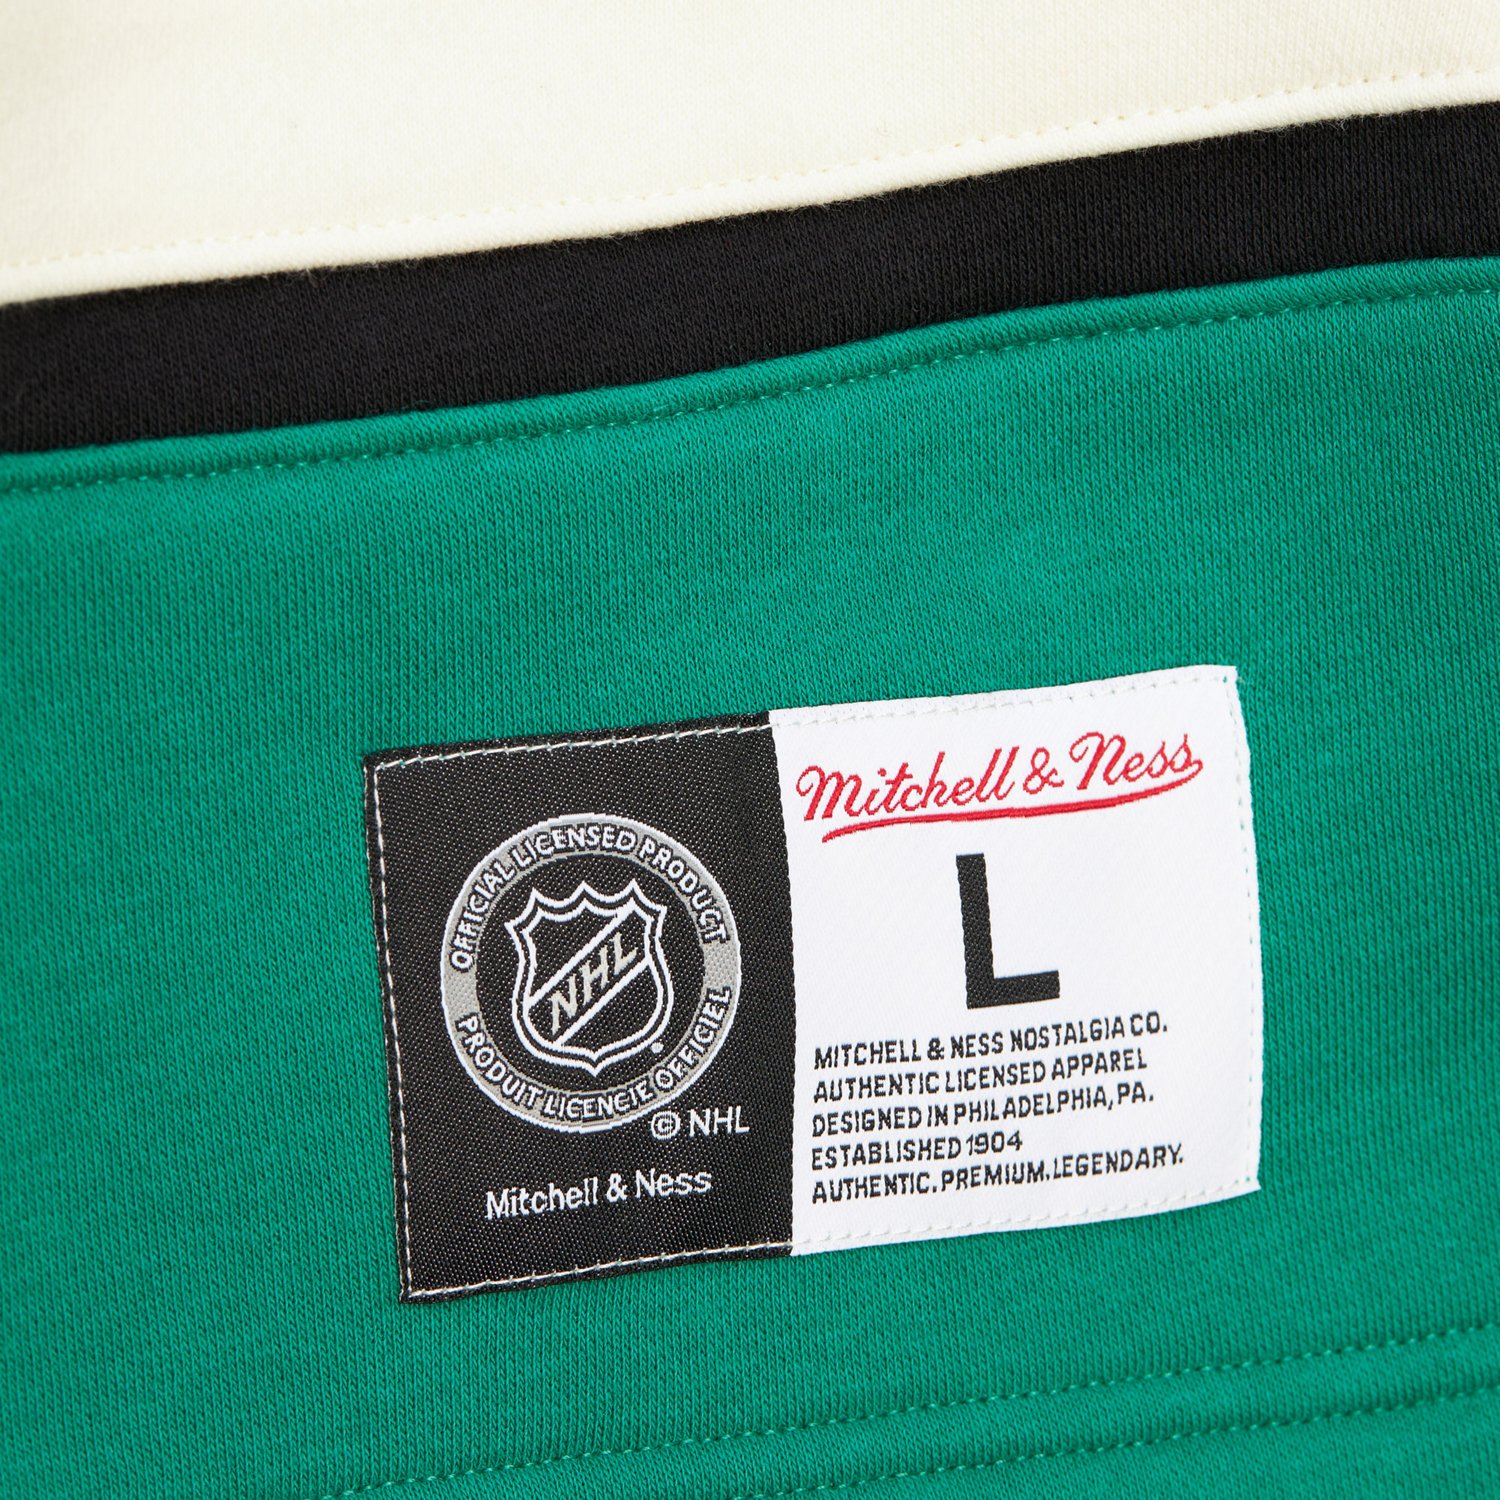 OFFICIAL LICENSED PRODUCT
NHL
®
PRODUIT LICENCIE OFFICIEL
© NHL
Mitchell & Ness
Mitchell & Ness
L
MITCHELL & NESS NOSTALGIA CO.
AUTHENTIC LICENSED APPAREL
DESIGNED IN PHILADELPHIA, PA.
ESTABLISHED 1904
AUTHENTIC. PREMIUM. LEGENDARY.